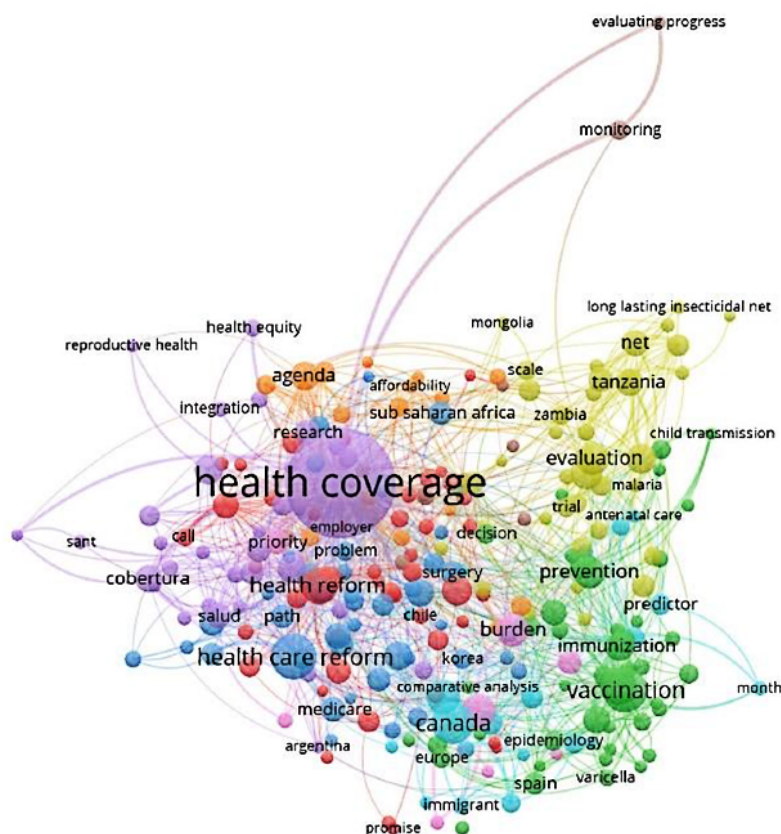 evaluating progress
monitoring
long lasting insecticidal net
mongolia
health equity
net
reproductive health
scale
agenda
tanzania
affordability
integration
sub saharan africa
zambia
research
child transmission
evaluation
health coverage
malaria
trial
antenatal care
employer
decision
call
sant
priority
problem
cobertura
surgery
prevention
health reform
predictor
salud
path
chile
burden
immunization
health care reform
korea
comparative analysis
vaccination
month
medicare
canada
argentina
epidemiology
europe
spain
varicella
immigrant
promise